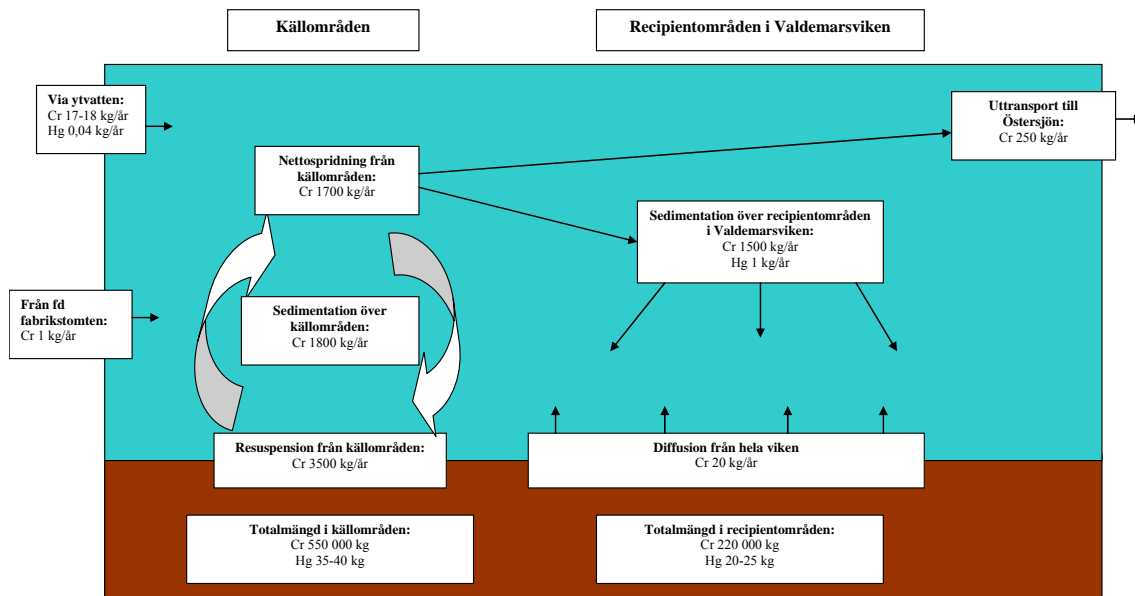 Källområden
Recipientområden i Valdemarsviken
Via ytvatten:
Cr 17-18 kg/år
Hg 0,04 kg/år
Uttransport till
Östersjön:
Cr 250 kg/år
Nettospridning från
källområden:
Cr 1700 kg/år
Sedimentation över recipientområden
i Valdemarsviken:
Cr 1500 kg/år
Hg 1 kg/år
Från fd
fabrikstomten:
Cr 1 kg/år
Sedimentation över
källområden:
Cr 1800 kg/år
Resuspension från källområden:
Cr 3500 kg/år
Diffusion från hela viken
Cr 20 kg/år
Totalmängd i källområden:
Cr 550 000 kg
Hg 35-40 kg
Totalmängd i recipientområden:
Cr 220 000 kg
Hg 20-25 kg